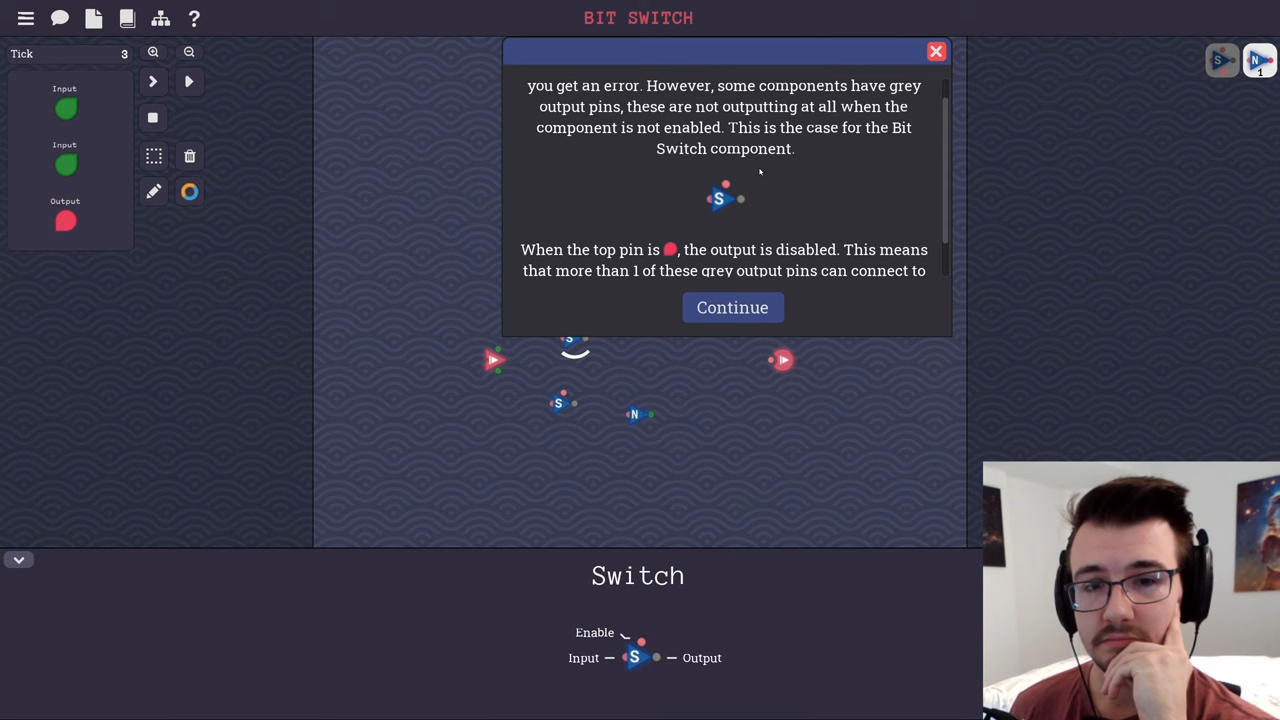 BIT SWITCH
Tick 3
Input
Input
Output
you get an error. However, some components have grey
output pins, these are not outputting at all when the
component is not enabled. This is the case for the Bit
Switch component.
S
When the top pin is , the output is disabled. This means
that more than 1 of these grey output pins can connect to
Continue
S
N
1
S
S
N
Switch
Enable
Input
S
Output